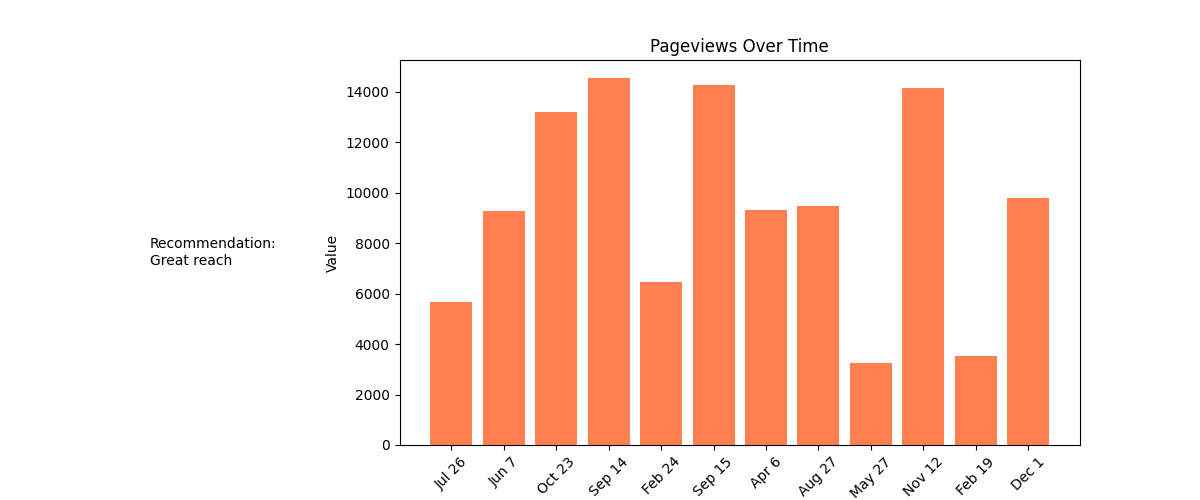 Pageviews Over Time
Recommendation:
Great reach
Value
14000
12000
10000
8000
6000
4000
2000
0
Jul 26
Jun 7
Oct 23
Sep 14
Feb 24
Sep 15
Apr 6
Aug 27
May 27
Nov 12
Feb 19
Dec 1